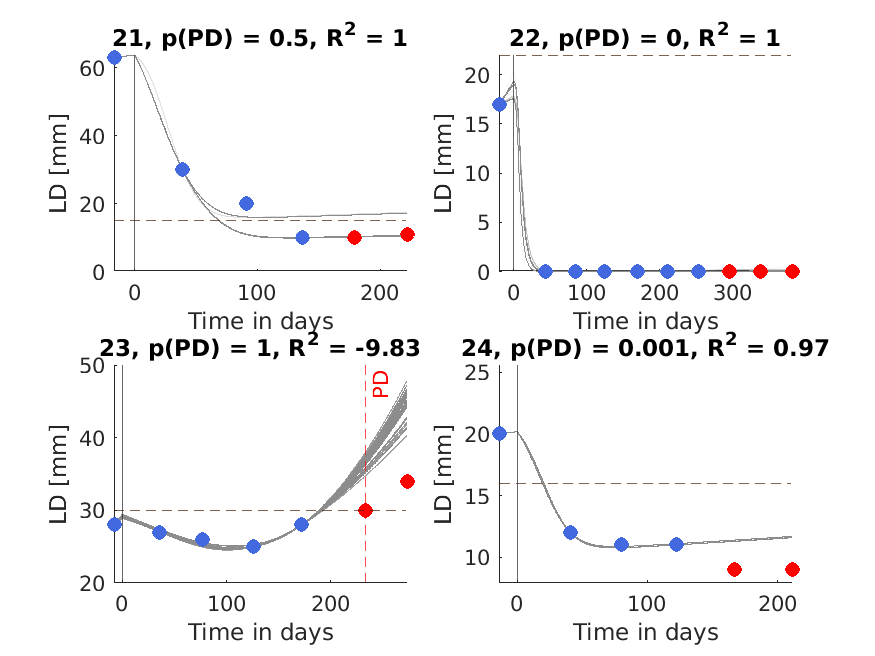 21, p(PD) = 0.5, R² = 1
60
40
20
0
LD [mm]
0 100 200
Time in days
22, p(PD) = 0, R² = 1
20
15
10
5
0
LD [mm]
0 100 200 300
Time in days
23, p(PD) = 1, R² = -9.83
50
40
30
20
LD [mm]
PD
0 100 200
Time in days
24, p(PD) = 0.001, R² = 0.97
25
20
15
10
LD [mm]
0 100 200
Time in days